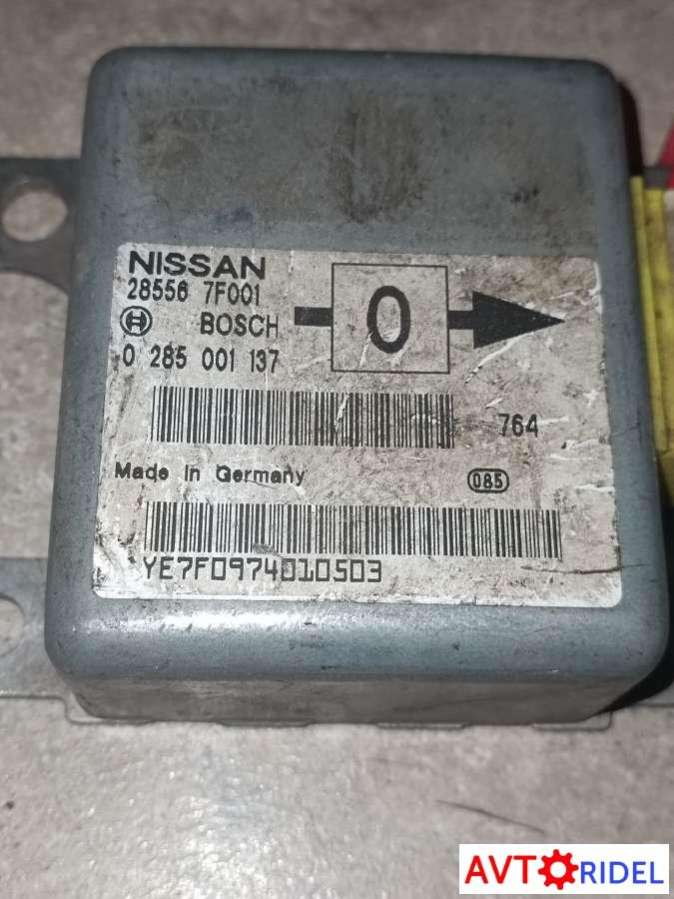 NISSAN
28556 7F001
BOSCH
0 285 001 137
0
764
Made in Germany
085
YE7F0974010503
AVTORIDEL